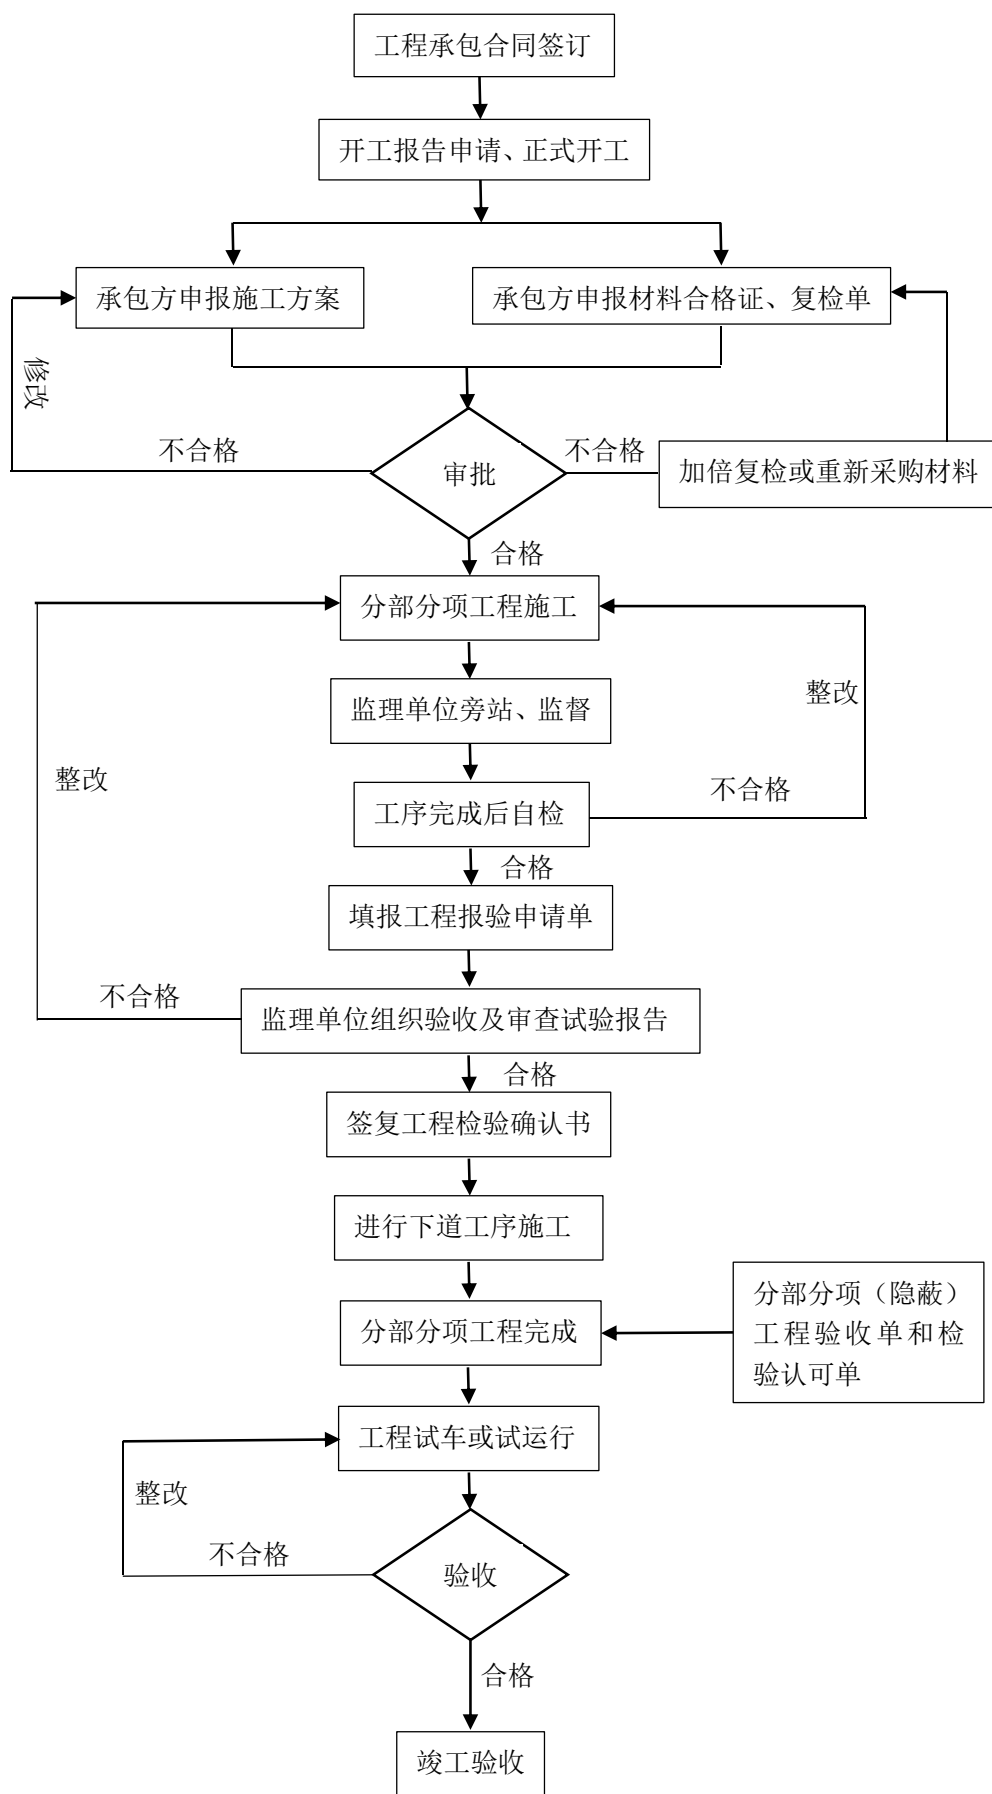 工程承包合同签订
开工报告申请、正式开工
承包方申报施工方案
承包方申报材料合格证、复检单
修改
不合格
审批
不合格
加倍复检或重新采购材料
合格
分部分项工程施工
监理单位旁站、监督
整改
整改
工序完成后自检
不合格
合格
填报工程报验申请单
不合格
监理单位组织验收及审查试验报告
合格
签复工程检验确认书
进行下道工序施工
分部分项工程完成
分部分项（隐蔽）
工程验收单和检
验认可单
工程试车或试运行
整改
不合格
验收
合格
竣工验收